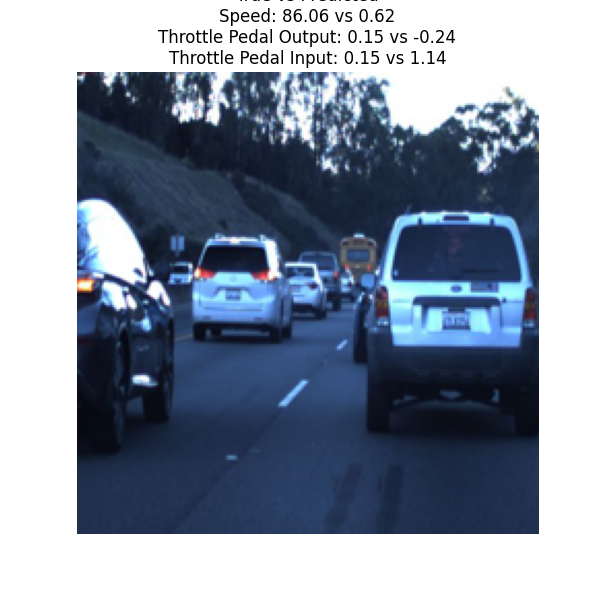 Speed: 86.06 vs 0.62
Throttle Pedal Output: 0.15 vs -0.24
Throttle Pedal Input: 0.15 vs 1.14